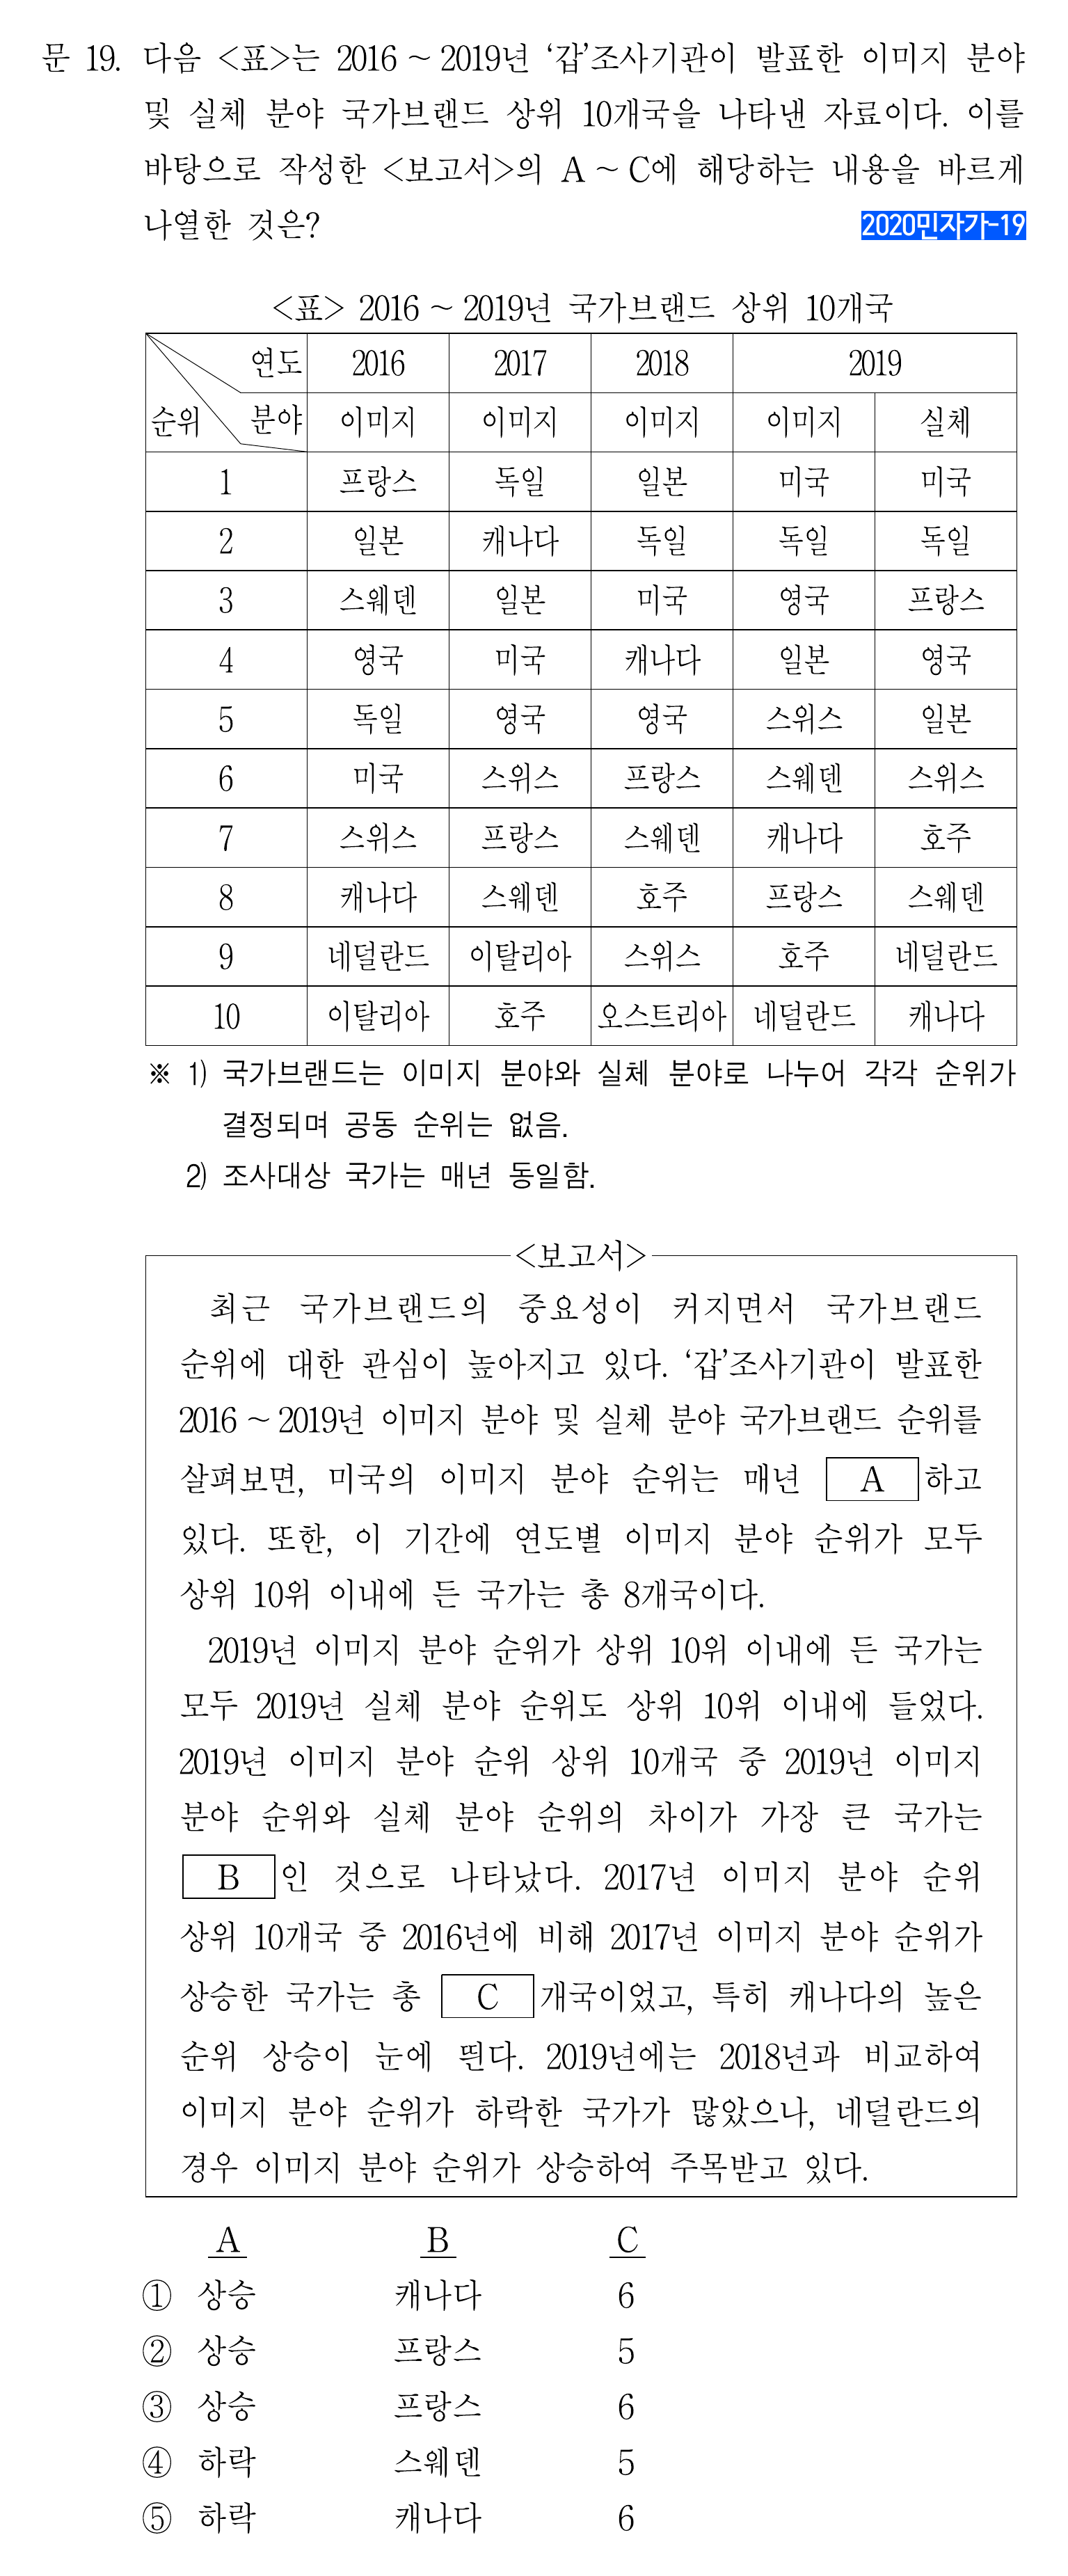 문 19. 다음 <표>는 2016 ~ 2019년 ‘갑’조사기관이 발표한 이미지 분야
및 실체 분야 국가브랜드 상위 10개국을 나타낸 자료이다. 이를
바탕으로 작성한 <보고서>의 A ~ C에 해당하는 내용을 바르게
나열한 것은? 2020민자가-19
<표> 2016 ~ 2019년 국가브랜드 상위 10개국
연도 2016 2017 2018 2019
순위 분야 이미지 이미지 이미지 이미지 실체
1 프랑스 독일 일본 미국 미국
2 일본 캐나다 독일 독일 독일
3 스웨덴 일본 미국 영국 프랑스
4 영국 미국 캐나다 일본 영국
5 독일 영국 영국 스위스 일본
6 미국 스위스 프랑스 스웨덴 스위스
7 스위스 프랑스 스웨덴 캐나다 호주
8 캐나다 스웨덴 호주 프랑스 스웨덴
9 네덜란드 이탈리아 스위스 호주 네덜란드
10 이탈리아 호주 오스트리아 네덜란드 캐나다
※ 1) 국가브랜드는 이미지 분야와 실체 분야로 나누어 각각 순위가
결정되며 공동 순위는 없음.
2) 조사대상 국가는 매년 동일함.
<보고서>
최근 국가브랜드의 중요성이 커지면서 국가브랜드
순위에 대한 관심이 높아지고 있다. ‘갑’조사기관이 발표한
2016 ~ 2019년 이미지 분야 및 실체 분야 국가브랜드 순위를
살펴보면, 미국의 이미지 분야 순위는 매년 A 하고
있다. 또한, 이 기간에 연도별 이미지 분야 순위가 모두
상위 10위 이내에 든 국가는 총 8개국이다.
2019년 이미지 분야 순위가 상위 10위 이내에 든 국가는
모두 2019년 실체 분야 순위도 상위 10위 이내에 들었다.
2019년 이미지 분야 순위 상위 10개국 중 2019년 이미지
분야 순위와 실체 분야 순위의 차이가 가장 큰 국가는
B 인 것으로 나타났다. 2017년 이미지 분야 순위
상위 10개국 중 2016년에 비해 2017년 이미지 분야 순위가
상승한 국가는 총 C 개국이었고, 특히 캐나다의 높은
순위 상승이 눈에 띈다. 2019년에는 2018년과 비교하여
이미지 분야 순위가 하락한 국가가 많았으나, 네덜란드의
경우 이미지 분야 순위가 상승하여 주목받고 있다.
A B C
① 상승 캐나다 6
② 상승 프랑스 5
③ 상승 프랑스 6
④ 하락 스웨덴 5
⑤ 하락 캐나다 6